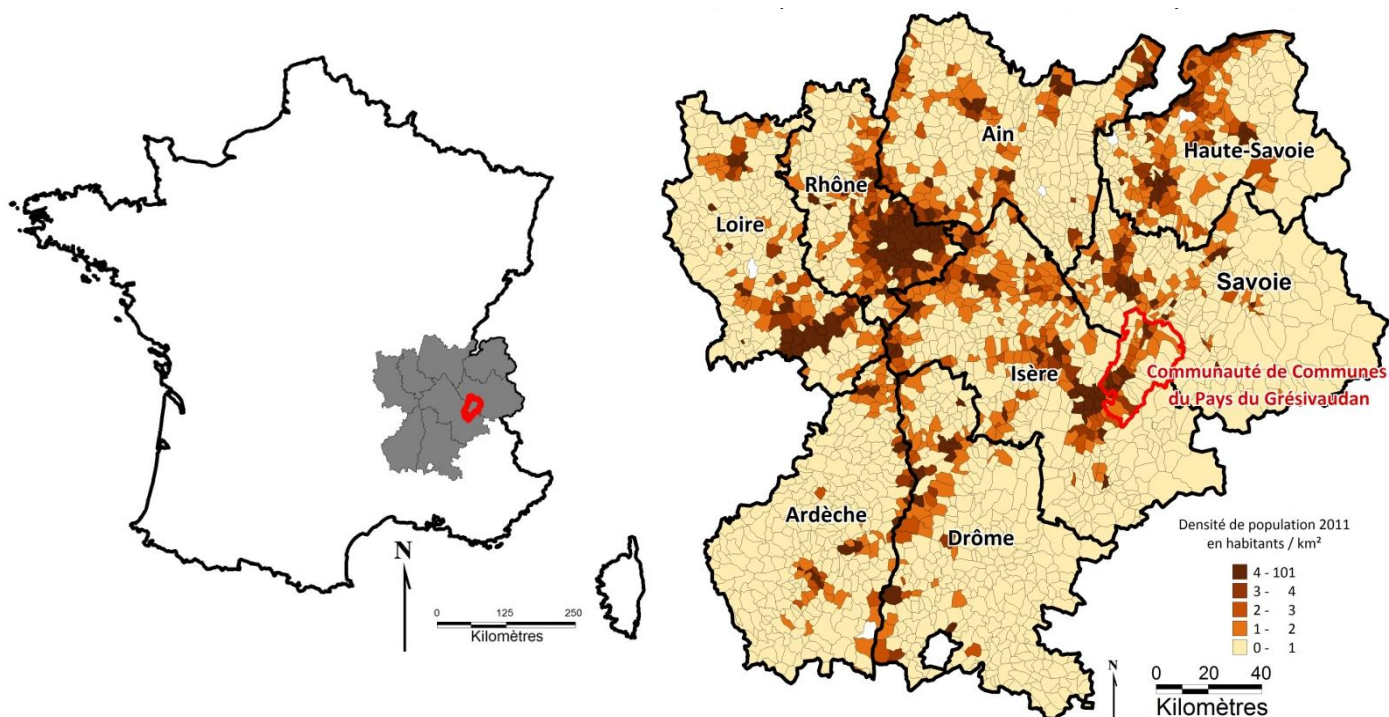 N
0 125 250
Kilomètres
Ain
Haute-Savoie
Rhône
Loire
Savoie
Isère
Communauté de Communes
du Pays du Grésivaudan
Ardèche
Drôme
Densité de population 2011
en habitants / km²
4 - 101
3 - 4
2 - 3
1 - 2
0 - 1
N
0 20 40
Kilomètres